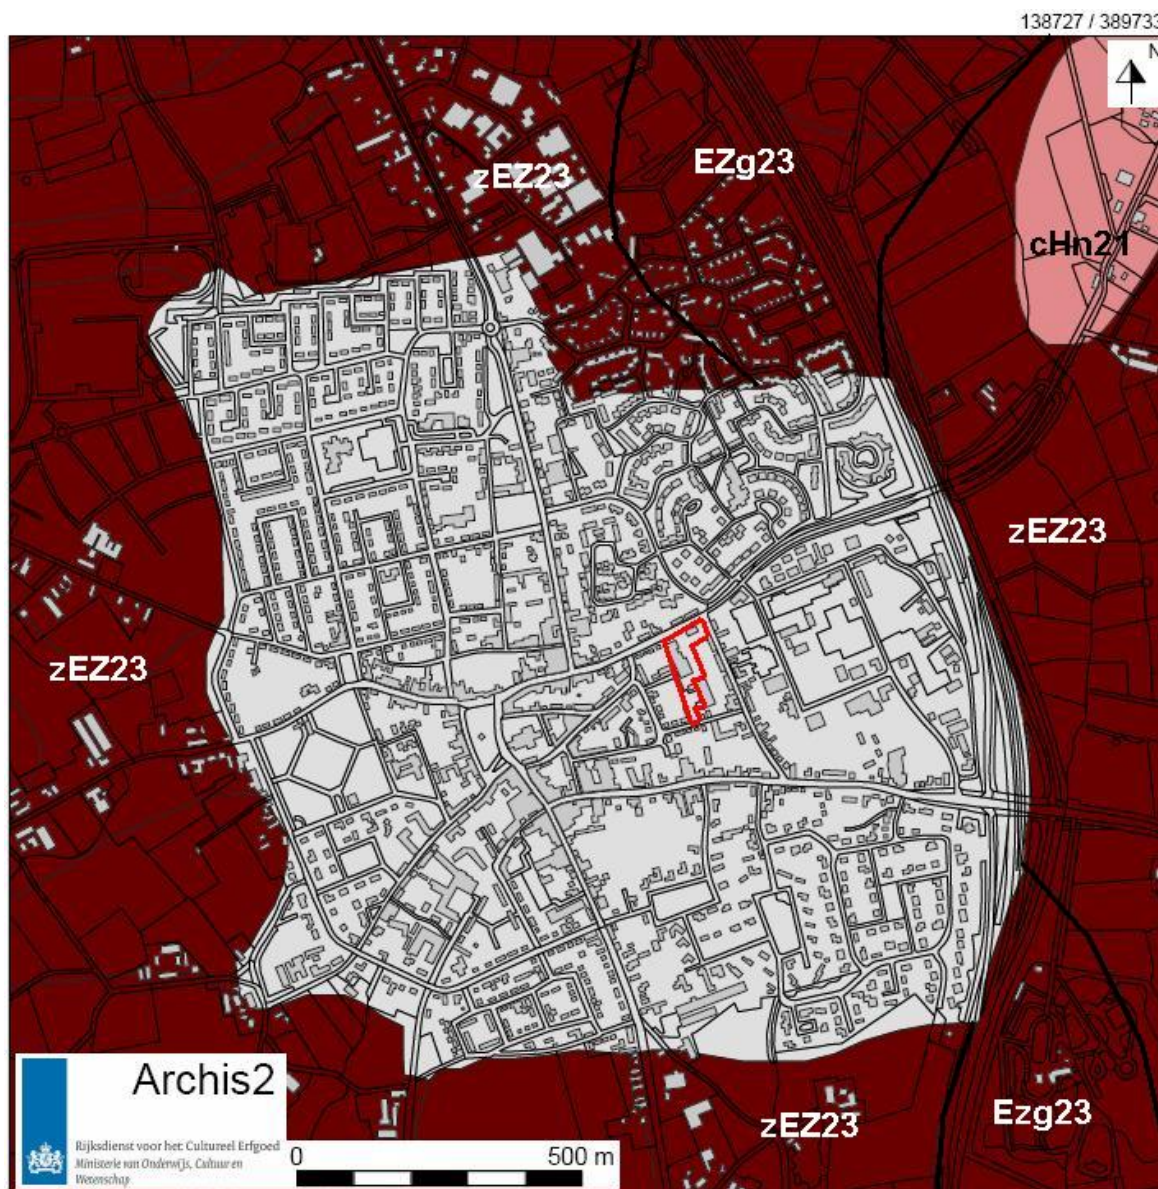 138727 / 389733
N
EZg23
zEZ23
cHn21
zEZ23
zEZ23
Archis2
Rijksdienst voor het Cultureel Erfgoed
Ministerie van Onderwijs, Cultuur en
Wetenschap
0 500 m
zEZ23
Ezg23